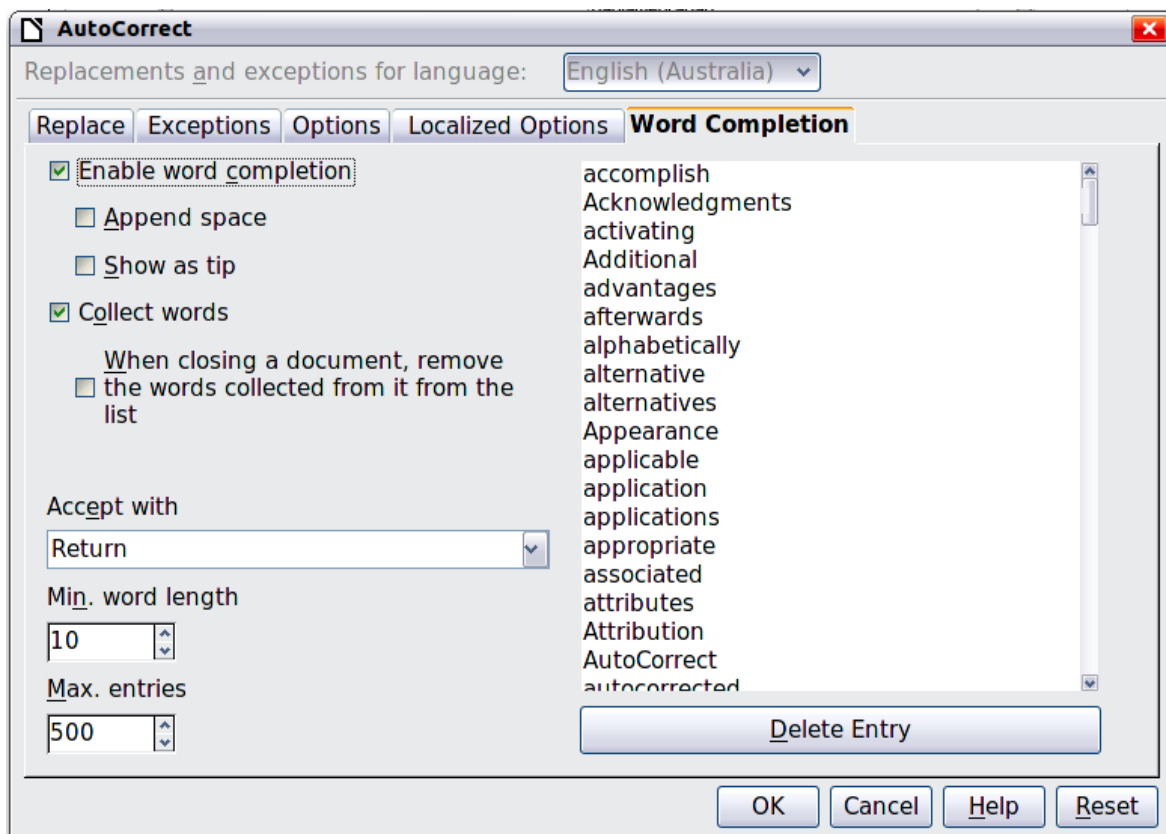 AutoCorrect
Replacements and exceptions for language: English (Australia)
Replace Exceptions Options Localized Options Word Completion
Enable word completion
Append space
Show as tip
Collect words
When closing a document, remove
the words collected from it from the
list
Accept with
Return
Min. word length
10
Max. entries
500
accomplish
Acknowledgments
activating
Additional
advantages
afterwards
alphabetically
alternative
alternatives
Appearance
applicable
application
applications
appropriate
associated
attributes
Attribution
AutoCorrect
autocorrected
Delete Entry
OK Cancel Help Reset